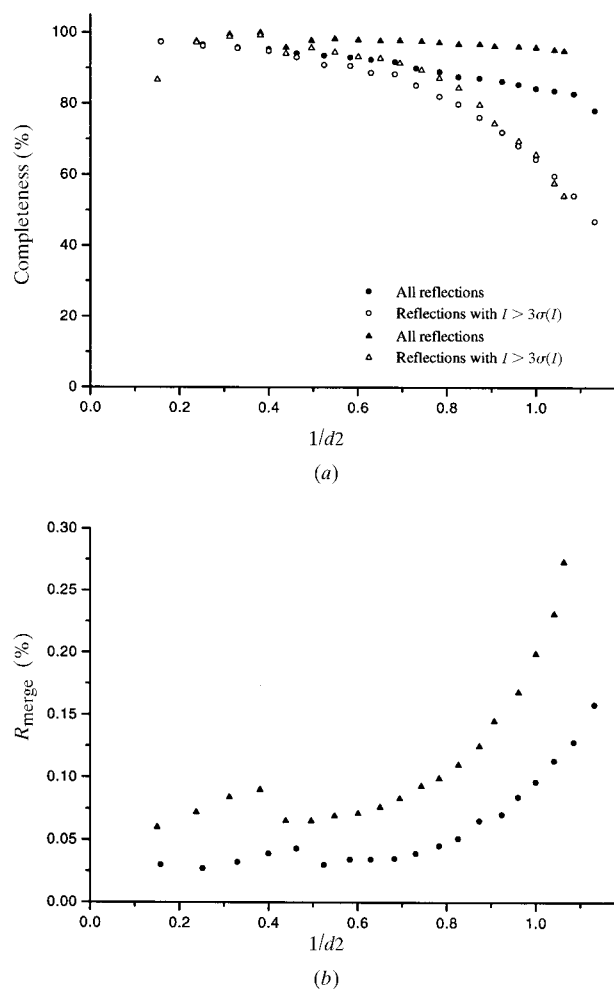 100
80
60
40
20
0
Completeness (%)
All reflections
Reflections with I > 3σ(I)
All reflections
Reflections with I > 3σ(I)
0.0 0.2 0.4 0.6 0.8 1.0
1/d2
(a)
0.30
0.25
0.20
0.15
0.10
0.05
0.00
Rmerge (%)
0.0 0.2 0.4 0.6 0.8 1.0
1/d2
(b)